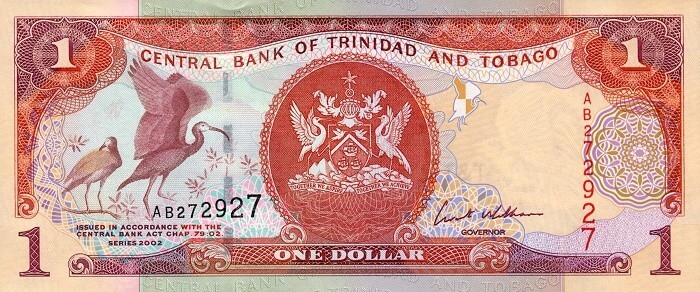 1
CENTRAL BANK OF TRINIDAD AND TOBAGO
1
AB272927
AB272927
ISSUED IN ACCORDANCE WITH THE
CENTRAL BANK ACT CHAP. 79:02.
SERIES 2002
GOVERNOR
1
ONE DOLLAR
1